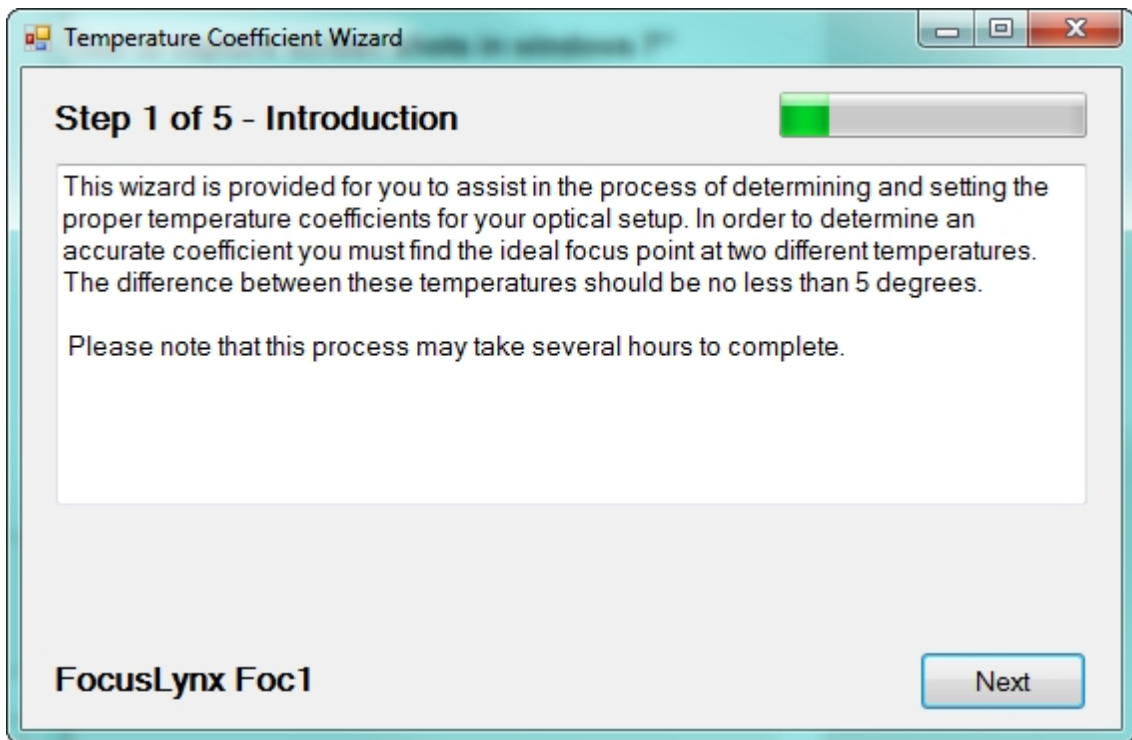 Temperature Coefficient Wizard
Step 1 of 5 - Introduction
This wizard is provided for you to assist in the process of determining and setting the
proper temperature coefficients for your optical setup. In order to determine an
accurate coefficient you must find the ideal focus point at two different temperatures.
The difference between these temperatures should be no less than 5 degrees.
Please note that this process may take several hours to complete.
FocusLynx Foc1
Next